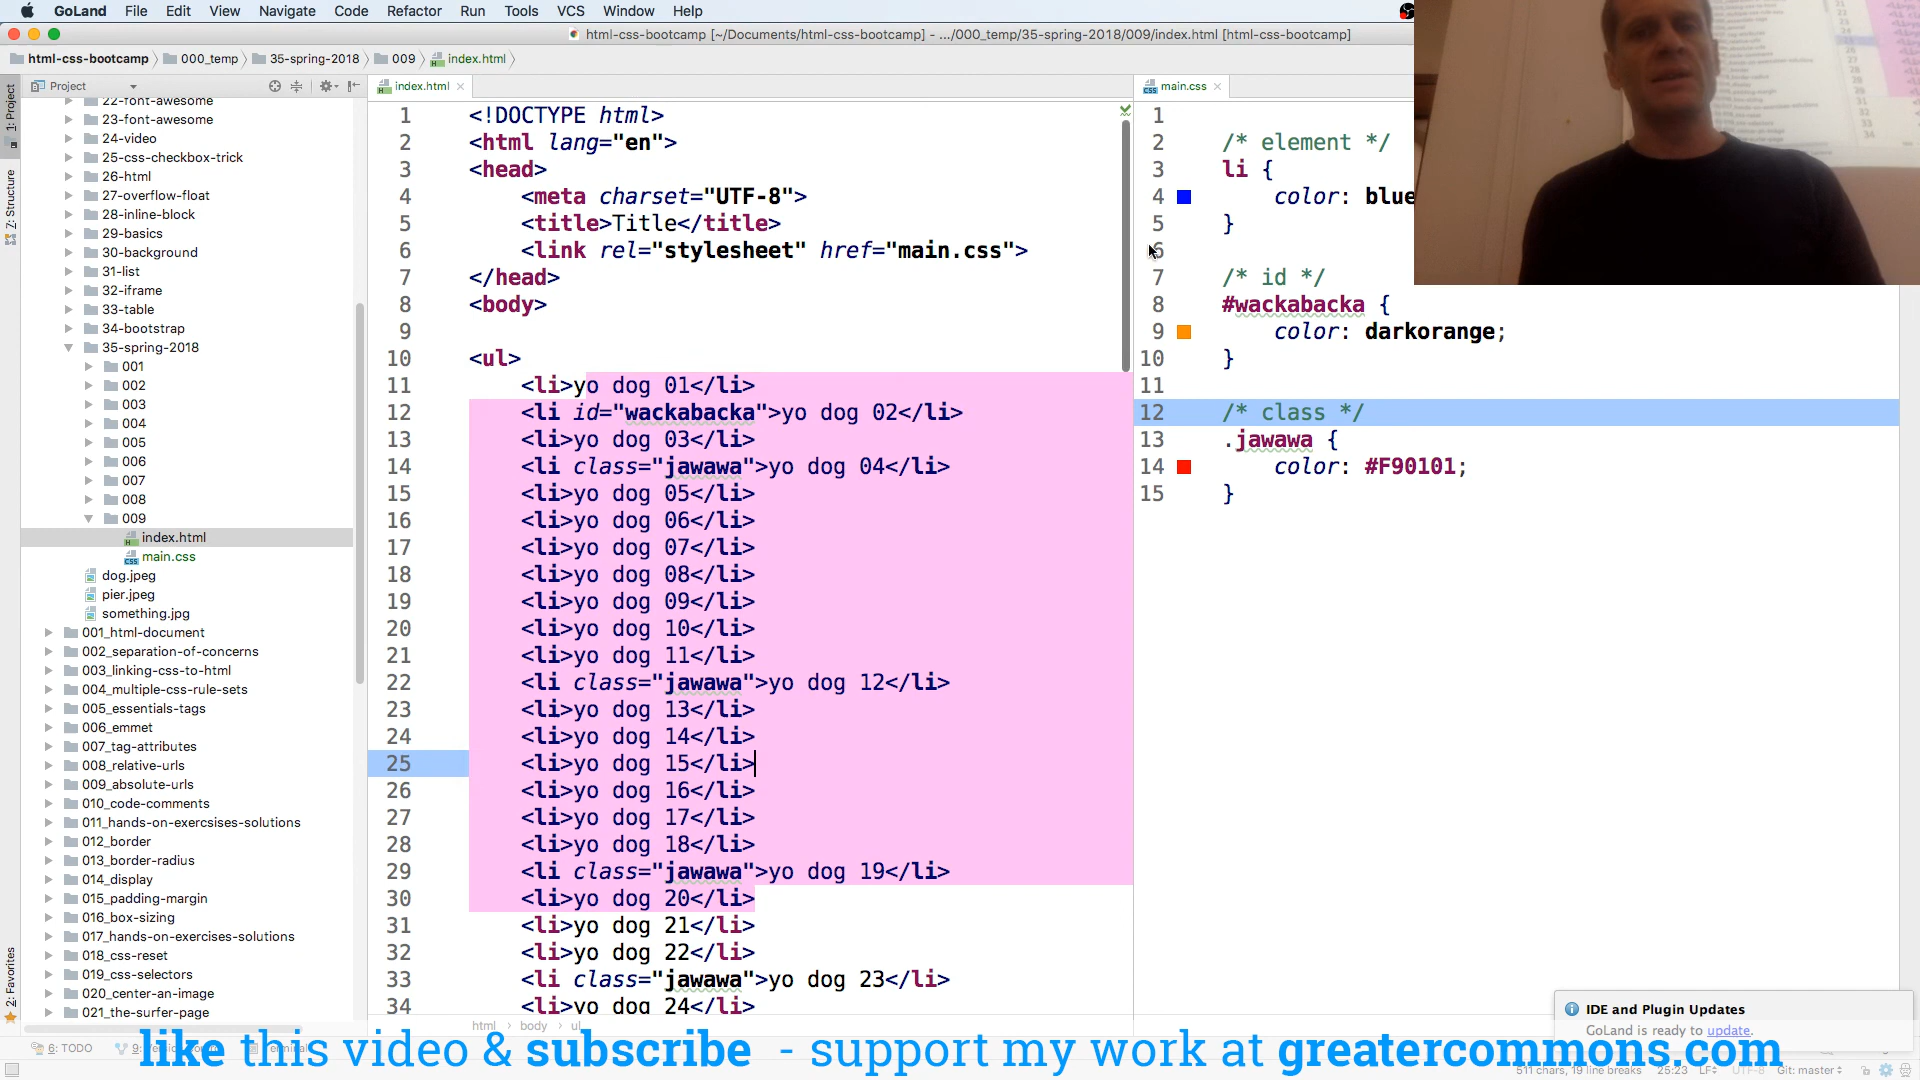 GoLand File Edit View Navigate Code Refactor Run Tools VCS Window Help
html-css-bootcamp [~/Documents/html-css-bootcamp] - .../000_temp/35-spring-2018/009/index.html [html-css-bootcamp]
html-css-bootcamp 000_temp 35-spring-2018 009 index.html
Project
index.html
main.css
1: Project
Z: Structure
2: Favorites
22-font-awesome
23-font-awesome
24-video
25-css-checkbox-trick
26-html
27-overflow-float
28-inline-block
29-basics
30-background
31-list
32-iframe
33-table
34-bootstrap
35-spring-2018
001
002
003
004
005
006
007
008
009
index.html
main.css
dog.jpeg
pier.jpeg
something.jpg
001_html-document
002_separation-of-concerns
003_linking-css-to-html
004_multiple-css-rule-sets
005_essentials-tags
006_emmet
007_tag-attributes
008_relative-urls
009_absolute-urls
010_code-comments
011_hands-on-exercsises-solutions
012_border
013_border-radius
014_display
015_padding-margin
016_box-sizing
017_hands-on-exercises-solutions
018_css-reset
019_css-selectors
020_center-an-image
021_the-surfer-page
1 <!DOCTYPE html>
2 <html lang="en">
3 <head>
4 <meta charset="UTF-8">
5 <title>Title</title>
6 <link rel="stylesheet" href="main.css">
7 </head>
8 <body>
9
10 <ul>
11 <li>yo dog 01</li>
12 <li id="wackabacka">yo dog 02</li>
13 <li>yo dog 03</li>
14 <li class="jawawa">yo dog 04</li>
15 <li>yo dog 05</li>
16 <li>yo dog 06</li>
17 <li>yo dog 07</li>
18 <li>yo dog 08</li>
19 <li>yo dog 09</li>
20 <li>yo dog 10</li>
21 <li>yo dog 11</li>
22 <li class="jawawa">yo dog 12</li>
23 <li>yo dog 13</li>
24 <li>yo dog 14</li>
25 <li>yo dog 15</li>
26 <li>yo dog 16</li>
27 <li>yo dog 17</li>
28 <li>yo dog 18</li>
29 <li class="jawawa">yo dog 19</li>
30 <li>yo dog 20</li>
31 <li>yo dog 21</li>
32 <li>yo dog 22</li>
33 <li class="jawawa">yo dog 23</li>
34 <li>yo dog 24</li>
html body ul
1
2 /* element */
3 li {
4 color: blue
5 }
6
7 /* id */
8 #wackabacka {
9 color: darkorange;
10 }
11
12 /* class */
13 .jawawa {
14 color: #F90101;
15 }
IDE and Plugin Updates
GoLand is ready to update.
6: TODO
like this video & subscribe - support my work at greatercommons.com
511 chars, 19 line breaks 25:23 LF UTF-8 Git: master